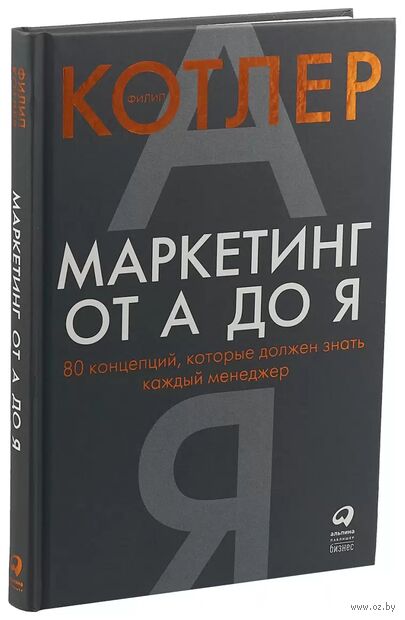 КОТЛЕР
ФИЛИП
А
МАРКЕТИНГ
ОТ А ДО Я
80 концепций, которые должен знать
каждый менеджер
Я
альпина
ПАБЛИШЕР
бизнес
ФИЛИП
КОТЛЕР
МАРКЕТИНГ ОТ А ДО Я
© www.oz.by